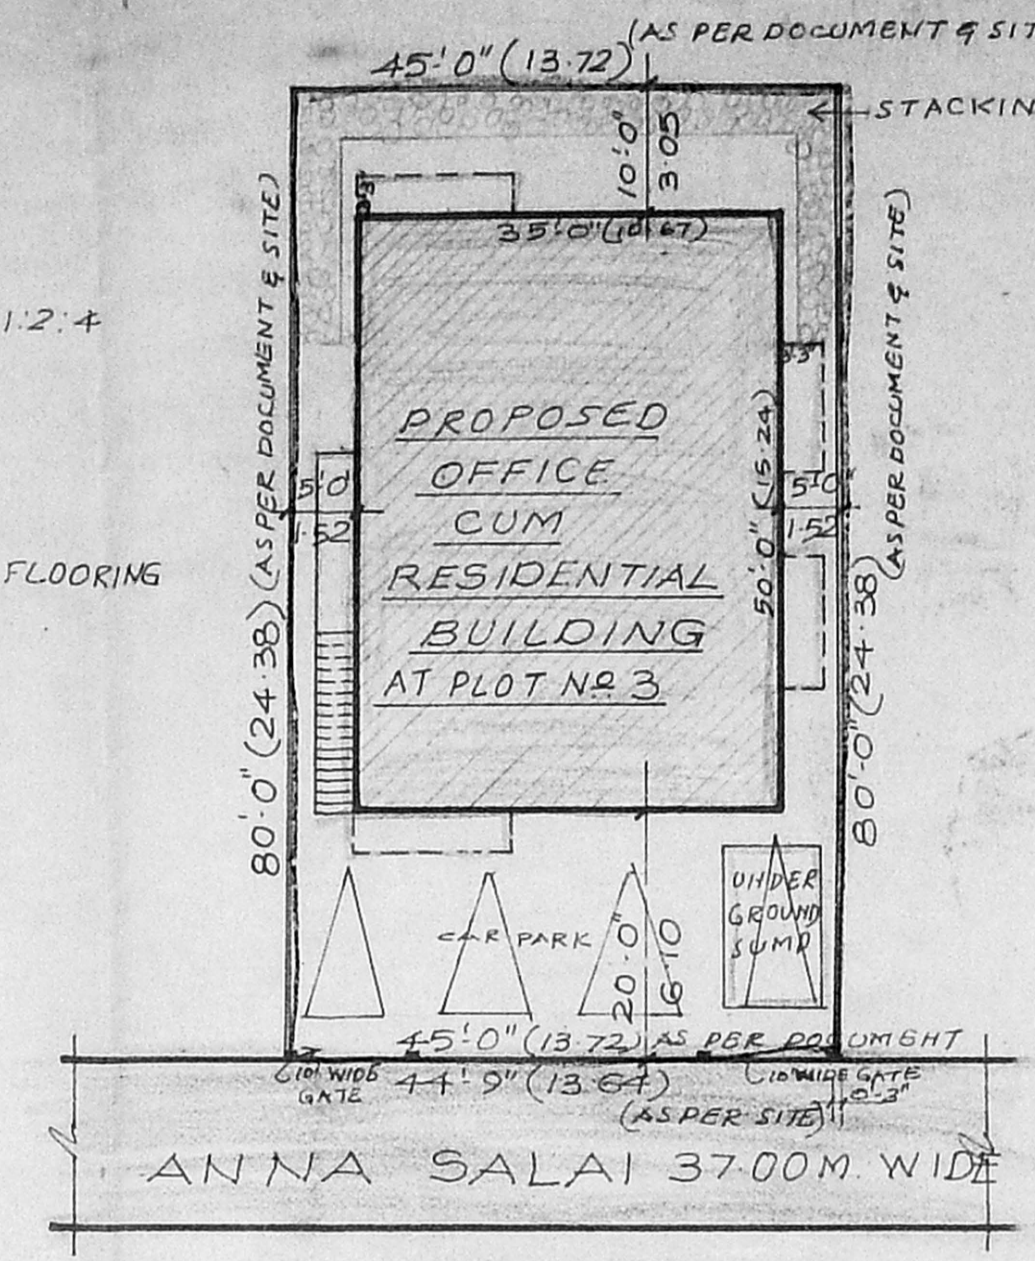 (AS PER DOCUMENT & SIT
45'-0" (13.72)
STACKIN
10'-0"
3.05
3'3"
35'-0" (10.67)
1:2:4
(AS PER DOCUMENT & SITE)
80'-0" (24.38)
3'3"
(AS PER DOCUMENT & SITE)
80'-0" (24.38)
PROPOSED
OFFICE
CUM
RESIDENTIAL
BUILDING
AT PLOT No 3
50'-0" (15.24)
5'-0"
1.52
5'-0"
1.52
FLOORING
CAR PARK
UNDER
GROUND
SUMP
20'-0"
6.10
45'-0" (13.72) AS PER DOCUMENT
10' WIDE
GATE
44'-9" (13.64)
10' WIDE GATE
0'-3"
(AS PER SITE)
ANNA SALAI 37.00M. WIDE